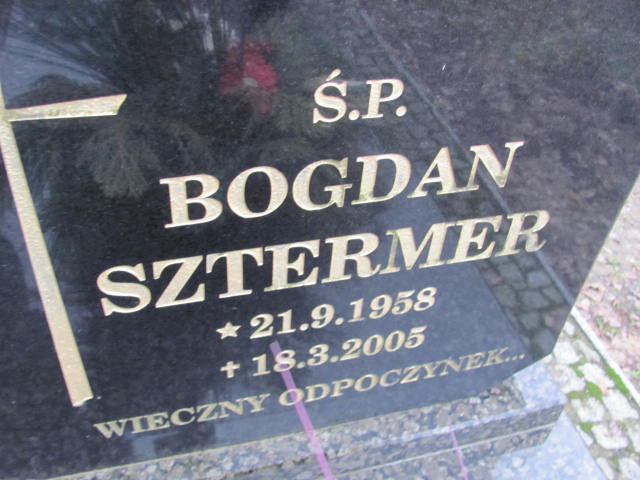 Ś.P.
BOGDAN
SZTERMER
★ 21.9.1958
✝ 18.3.2005
WIECZNY ODPOCZYNEK...